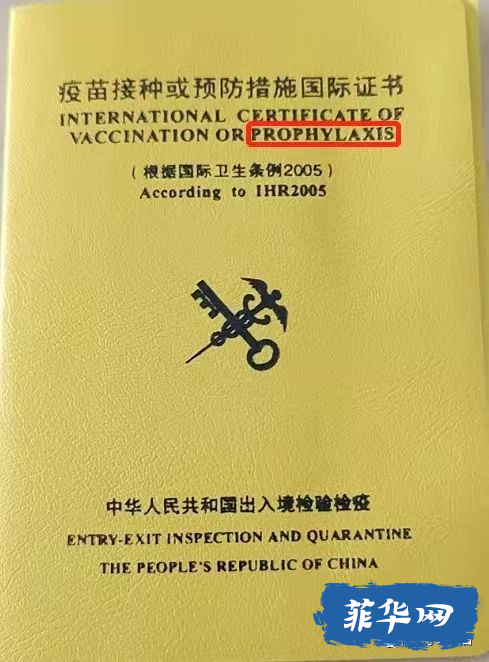 疫苗接种或预防措施国际证书
INTERNATIONAL CERTIFICATE OF
VACCINATION OR PROPHYLAXIS
（根据国际卫生条例2005）
According to IHR2005
中华人民共和国出入境检验检疫
ENTRY-EXIT INSPECTION AND QUARANTINE
THE PEOPLE'S REPUBLIC OF CHINA
菲华网